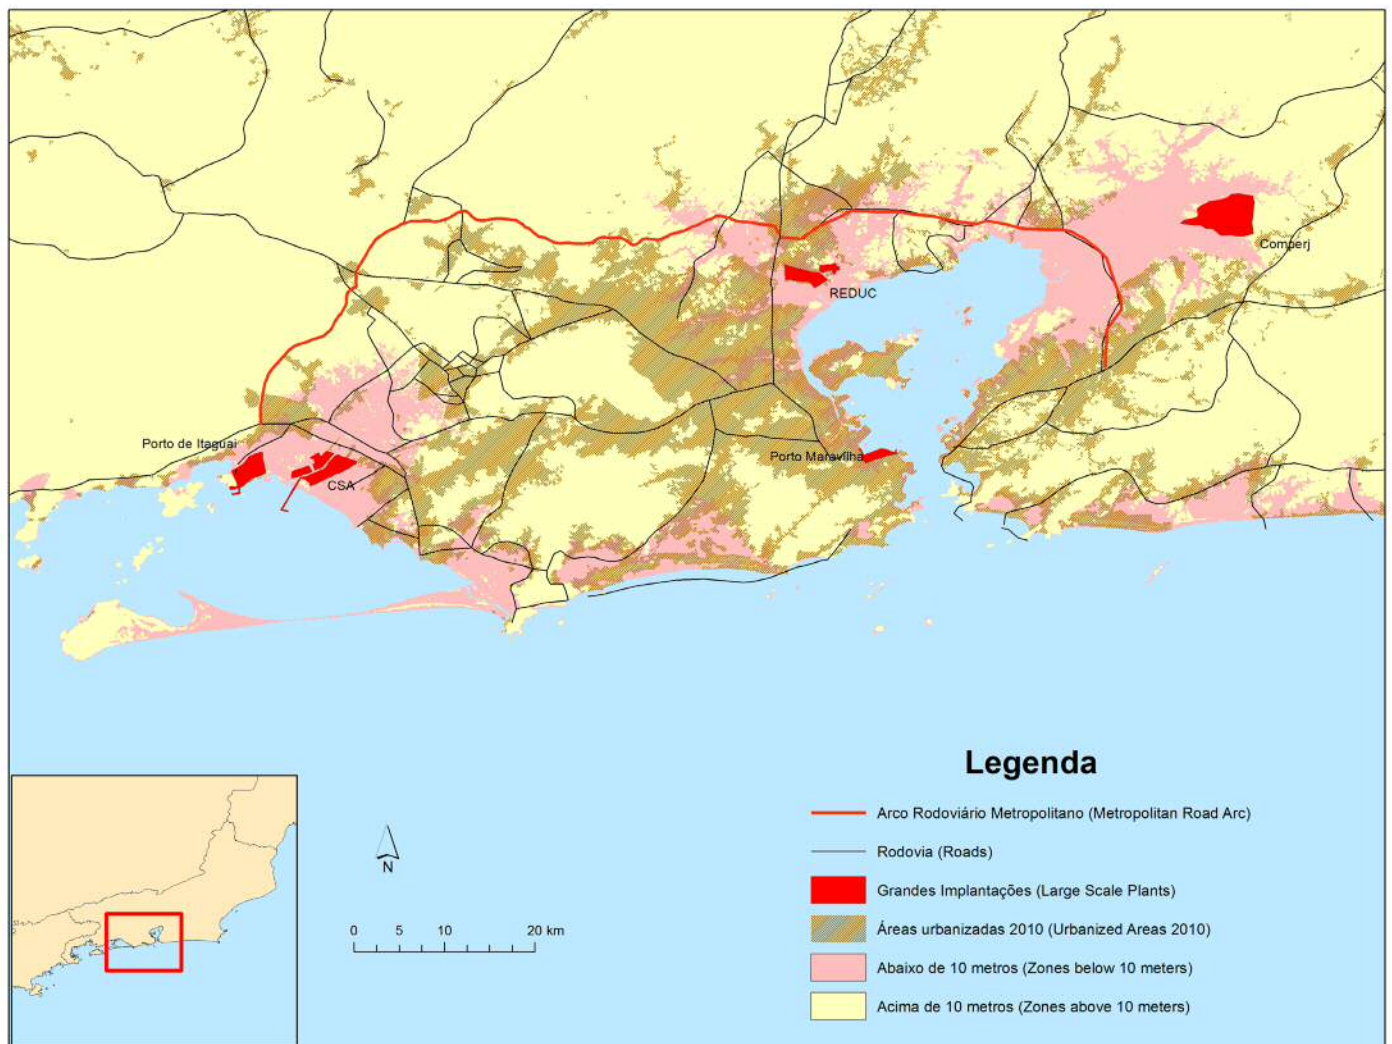 Comperj
REDUC
Porto de Itaguai
Porto Maravilha
CSA
Legenda
Arco Rodoviário Metropolitano (Metropolitan Road Arc)
Rodovia (Roads)
Grandes Implantações (Large Scale Plants)
Áreas urbanizadas 2010 (Urbanized Areas 2010)
Abaixo de 10 metros (Zones below 10 meters)
Acima de 10 metros (Zones above 10 meters)
N
0 5 10 20 km